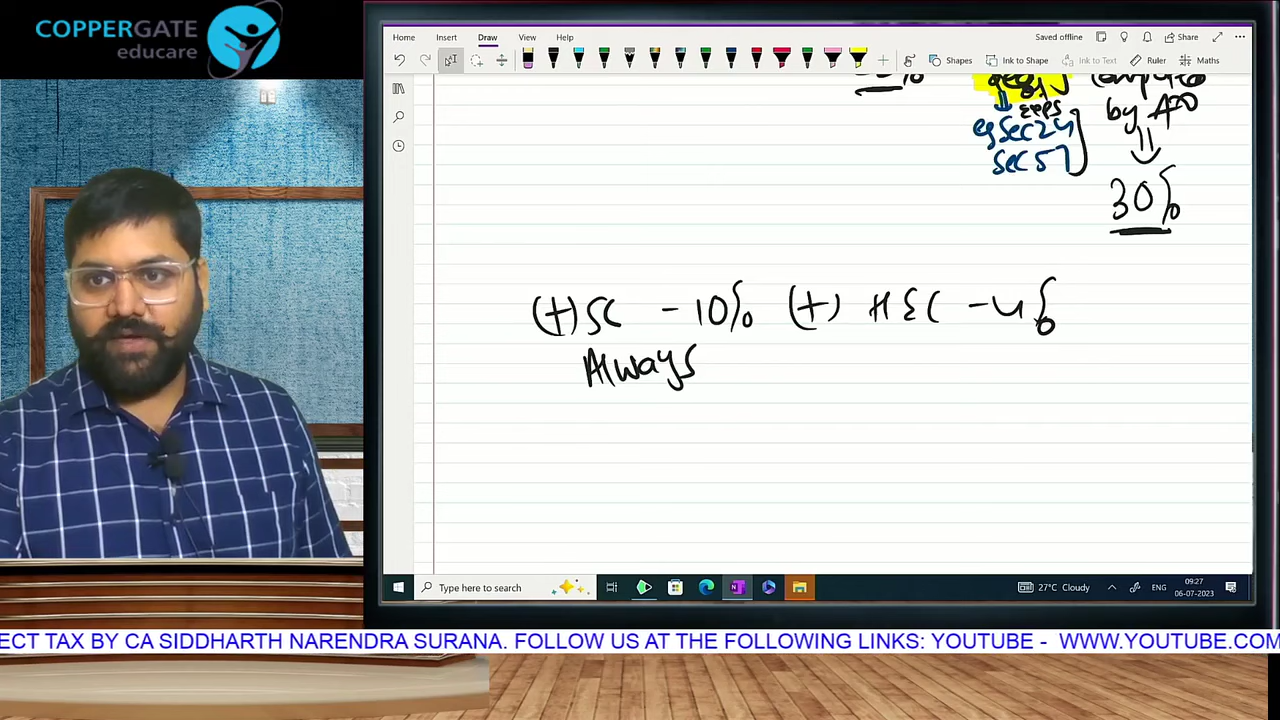 COPPERGATE
educare
Home Insert Draw View Help
Saved offline
Share
Shapes
Ink to Shape
Ink to Text
Ruler
Maths
by
eg Sec 24
Sec 57
30%
(+) SC - 10% (+) HEC - 4%
Always
Type here to search
27°C Cloudy
ENG
09:27
06-07-2023
ECT TAX BY CA SIDDHARTH NARENDRA SURANA. FOLLOW US AT THE FOLLOWING LINKS: YOUTUBE - WWW.YOUTUBE.COM